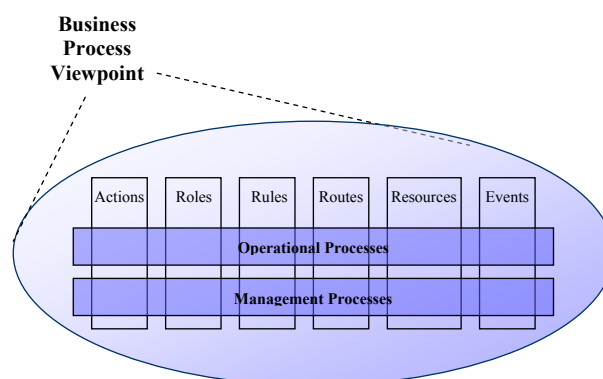 Business
Process
Viewpoint
Actions Roles Rules Routes Resources Events
Operational Processes
Management Processes